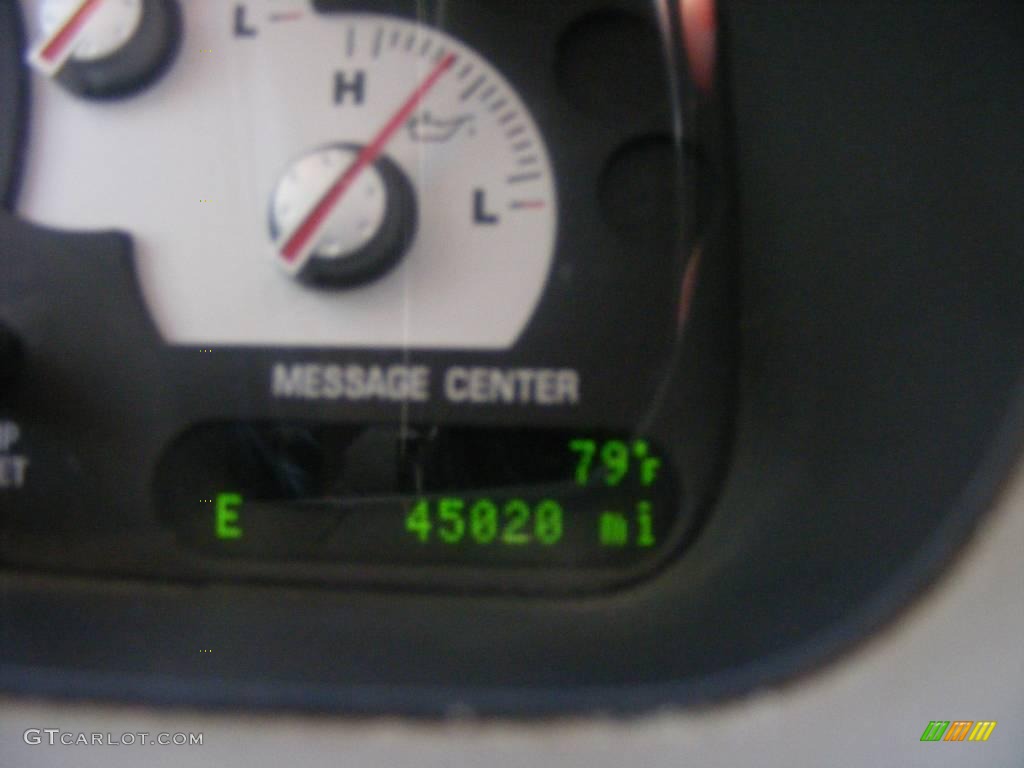 L
H
L
MESSAGE CENTER
79°F
E 45020 mi
GTCARLOT.COM